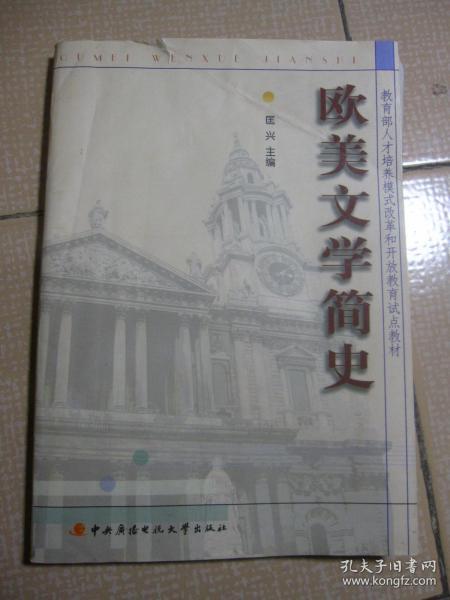 OUMEI WENXUE JIANSHI
教育部人才培养模式改革和开放教育试点教材
欧美文学简史
匡兴 主编
中央广播电视大学出版社
孔夫子旧书网
www.kongfz.com